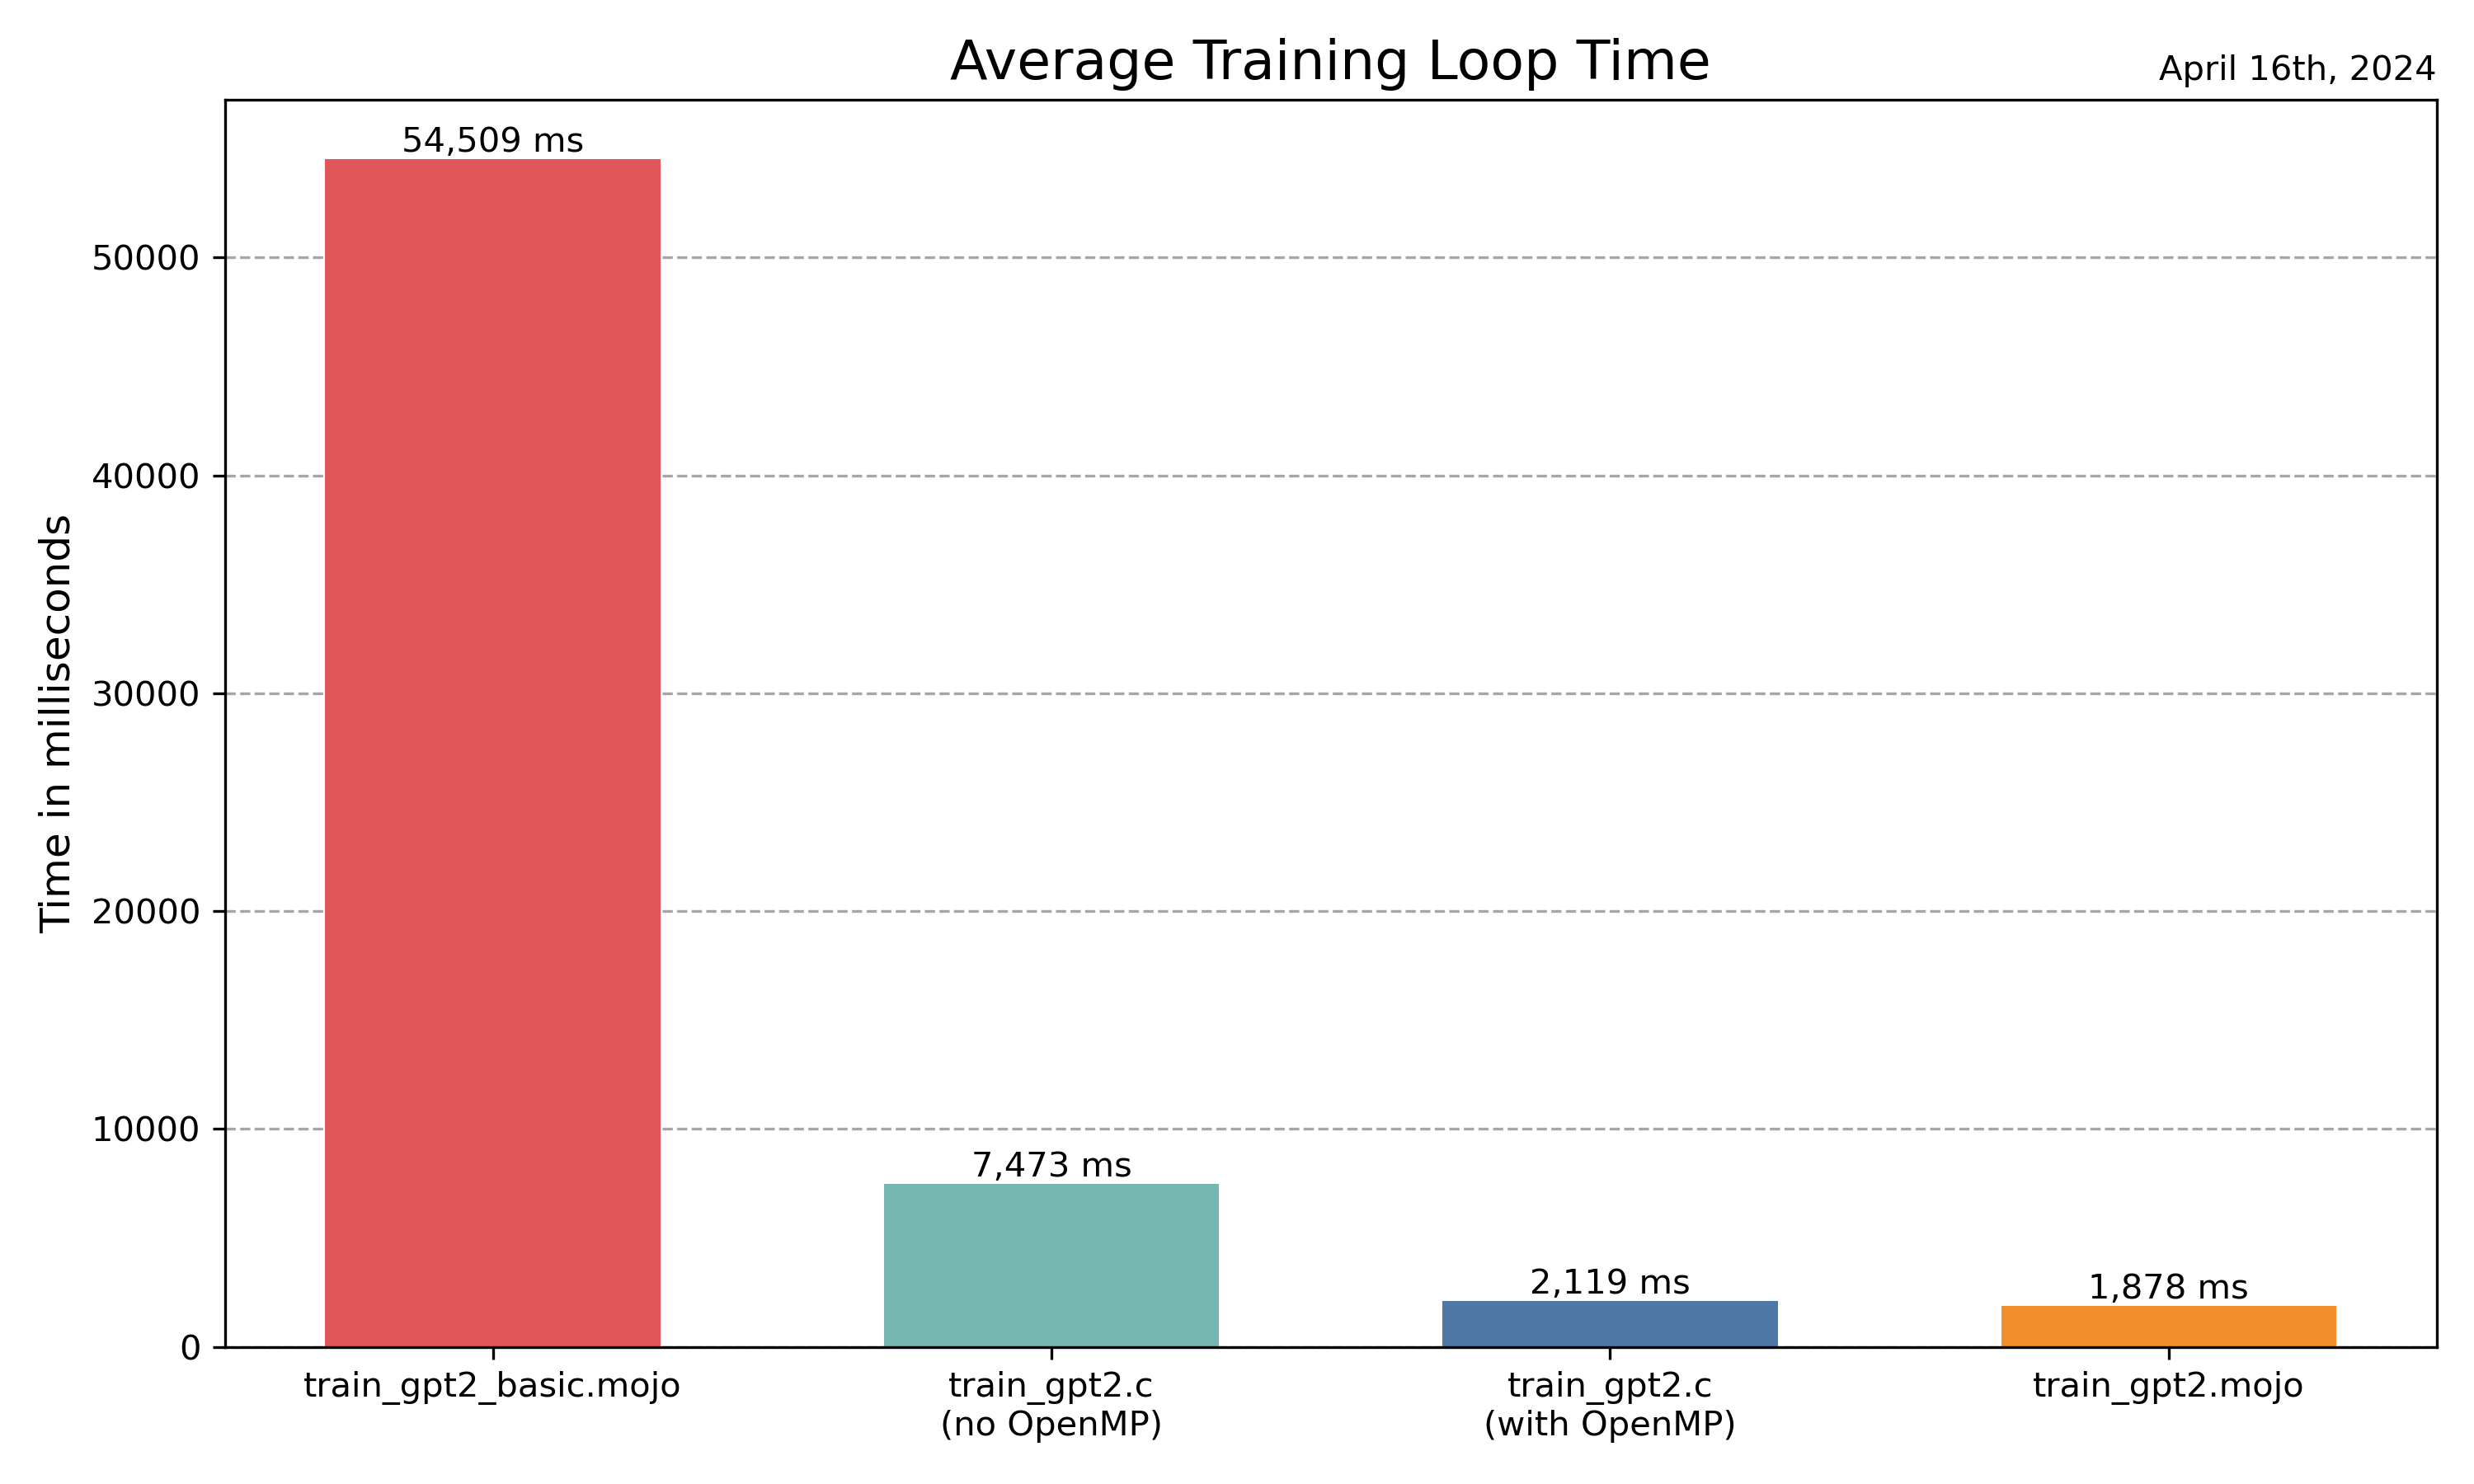 Average Training Loop Time
April 16th, 2024
Time in milliseconds
50000
40000
30000
20000
10000
0
54,509 ms
7,473 ms
2,119 ms
1,878 ms
train_gpt2_basic.mojo
train_gpt2.c
(no OpenMP)
train_gpt2.c
(with OpenMP)
train_gpt2.mojo